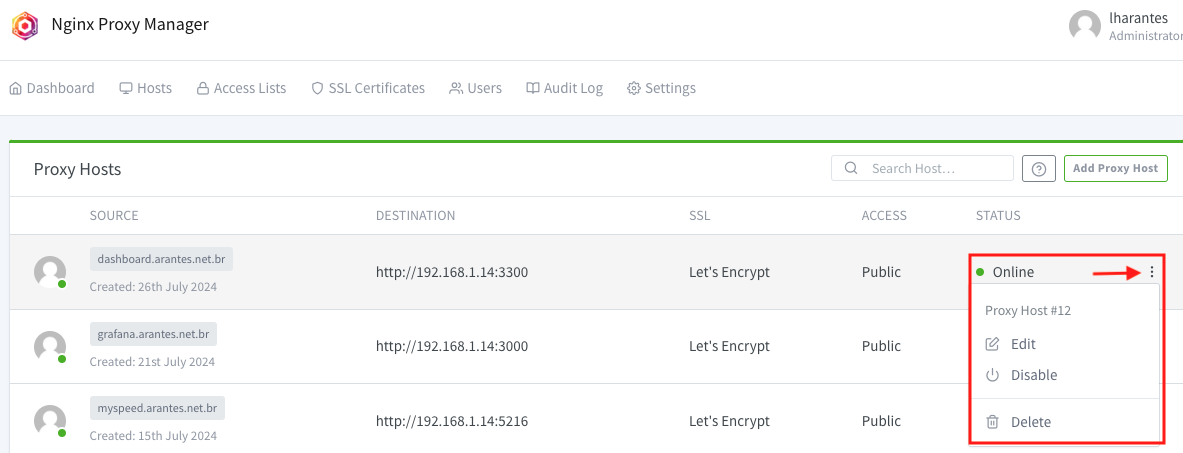 Nginx Proxy Manager
lharantes
Administrator
Dashboard Hosts Access Lists SSL Certificates Users Audit Log Settings
Proxy Hosts Search Host... Add Proxy Host
SOURCE DESTINATION SSL ACCESS STATUS
dashboard.arantes.net.br
http://192.168.1.14:3300 Let's Encrypt Public Online
Created: 26th July 2024
Proxy Host #12
grafana.arantes.net.br
http://192.168.1.14:3000 Let's Encrypt Public Edit
Created: 21st July 2024
Disable
myspeed.arantes.net.br
http://192.168.1.14:5216 Let's Encrypt Public Delete
Created: 15th July 2024